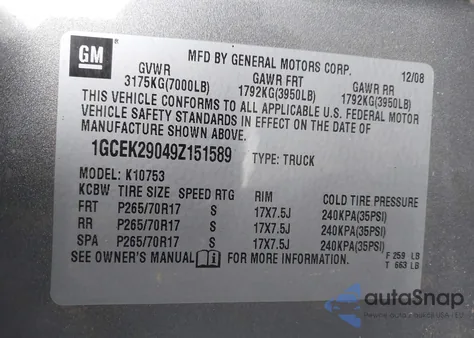 GM ® MFD BY GENERAL MOTORS CORP. 12/08
GVWR GAWR FRT GAWR RR
3175KG(7000LB) 1792KG(3950LB) 1792KG(3950LB)
THIS VEHICLE CONFORMS TO ALL APPLICABLE U.S. FEDERAL MOTOR
VEHICLE SAFETY STANDARDS IN EFFECT ON THE DATE OF
MANUFACTURE SHOWN ABOVE.
1GCEK29049Z151589 TYPE: TRUCK
MODEL: K10753
KCBW TIRE SIZE SPEED RTG RIM COLD TIRE PRESSURE
FRT P265/70R17 S 17X7.5J 240KPA(35PSI)
RR P265/70R17 S 17X7.5J 240KPA(35PSI)
SPA P265/70R17 S 17X7.5J 240KPA(35PSI)
SEE OWNER'S MANUAL FOR MORE INFORMATION.
F 259 LB
T 663 LB
autoSnap